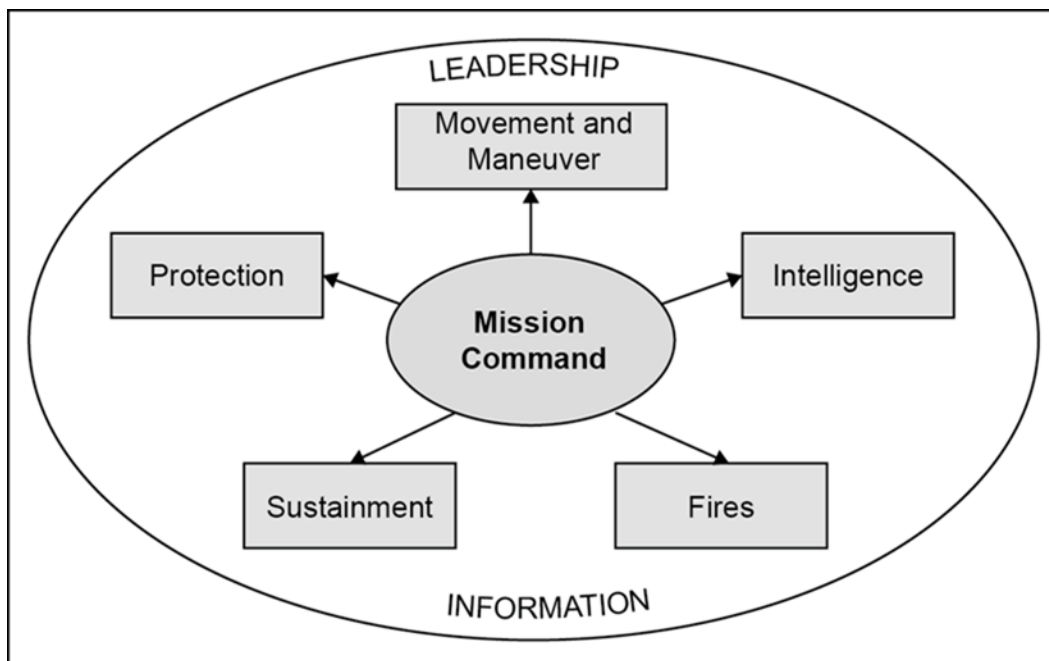 LEADERSHIP
Movement and
Maneuver
Protection
Intelligence
Mission
Command
Sustainment
Fires
INFORMATION